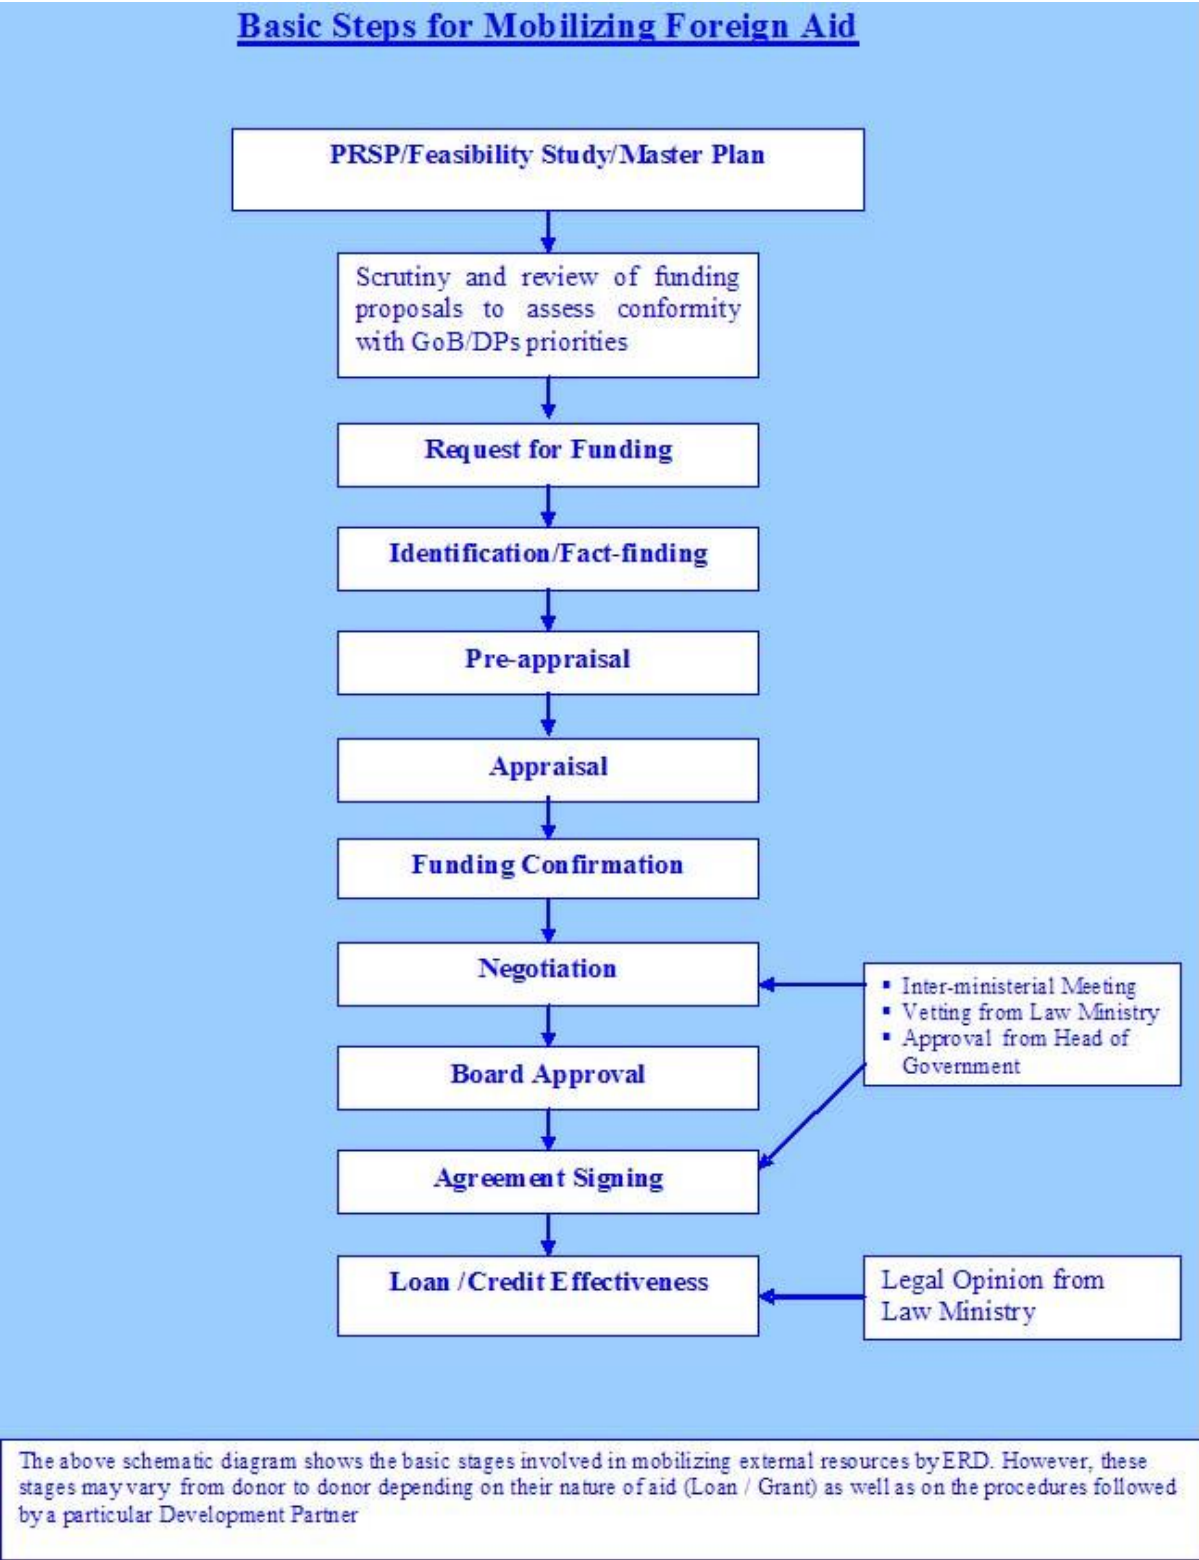 Basic Steps for Mobilizing Foreign Aid
PRSP/Feasibility Study/Master Plan
Scrutiny and review of funding
proposals to assess conformity
with GoB/DPs priorities
Request for Funding
Identification/Fact-finding
Pre-appraisal
Appraisal
Funding Confirmation
Negotiation
▪ Inter-ministerial Meeting
▪ Vetting from Law Ministry
▪ Approval from Head of
Government
Board Approval
Agreement Signing
Loan /Credit Effectiveness
Legal Opinion from
Law Ministry
The above schematic diagram shows the basic stages involved in mobilizing external resources by ERD. However, these
stages may vary from donor to donor depending on their nature of aid (Loan / Grant) as well as on the procedures followed
by a particular Development Partner